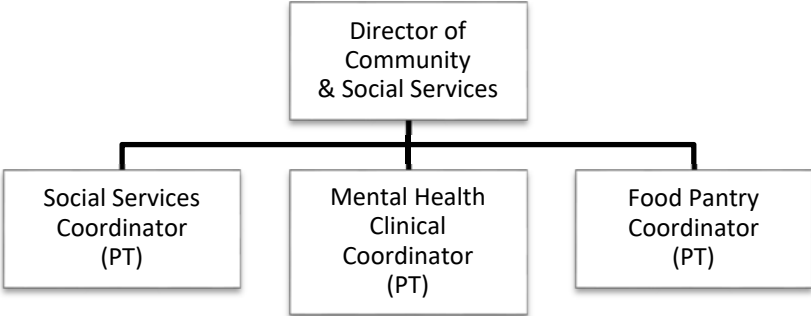 Director of
Community
& Social Services
Social Services
Coordinator
(PT)
Mental Health
Clinical
Coordinator
(PT)
Food Pantry
Coordinator
(PT)